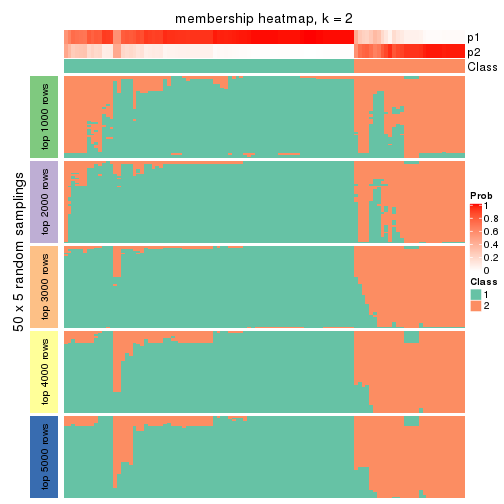 membership heatmap, k = 2
p1
p2
Class
50 x 5 random samplings
top 1000 rows
top 2000 rows
top 3000 rows
top 4000 rows
top 5000 rows
Prob
1
0.8
0.6
0.4
0.2
0
Class
1
2